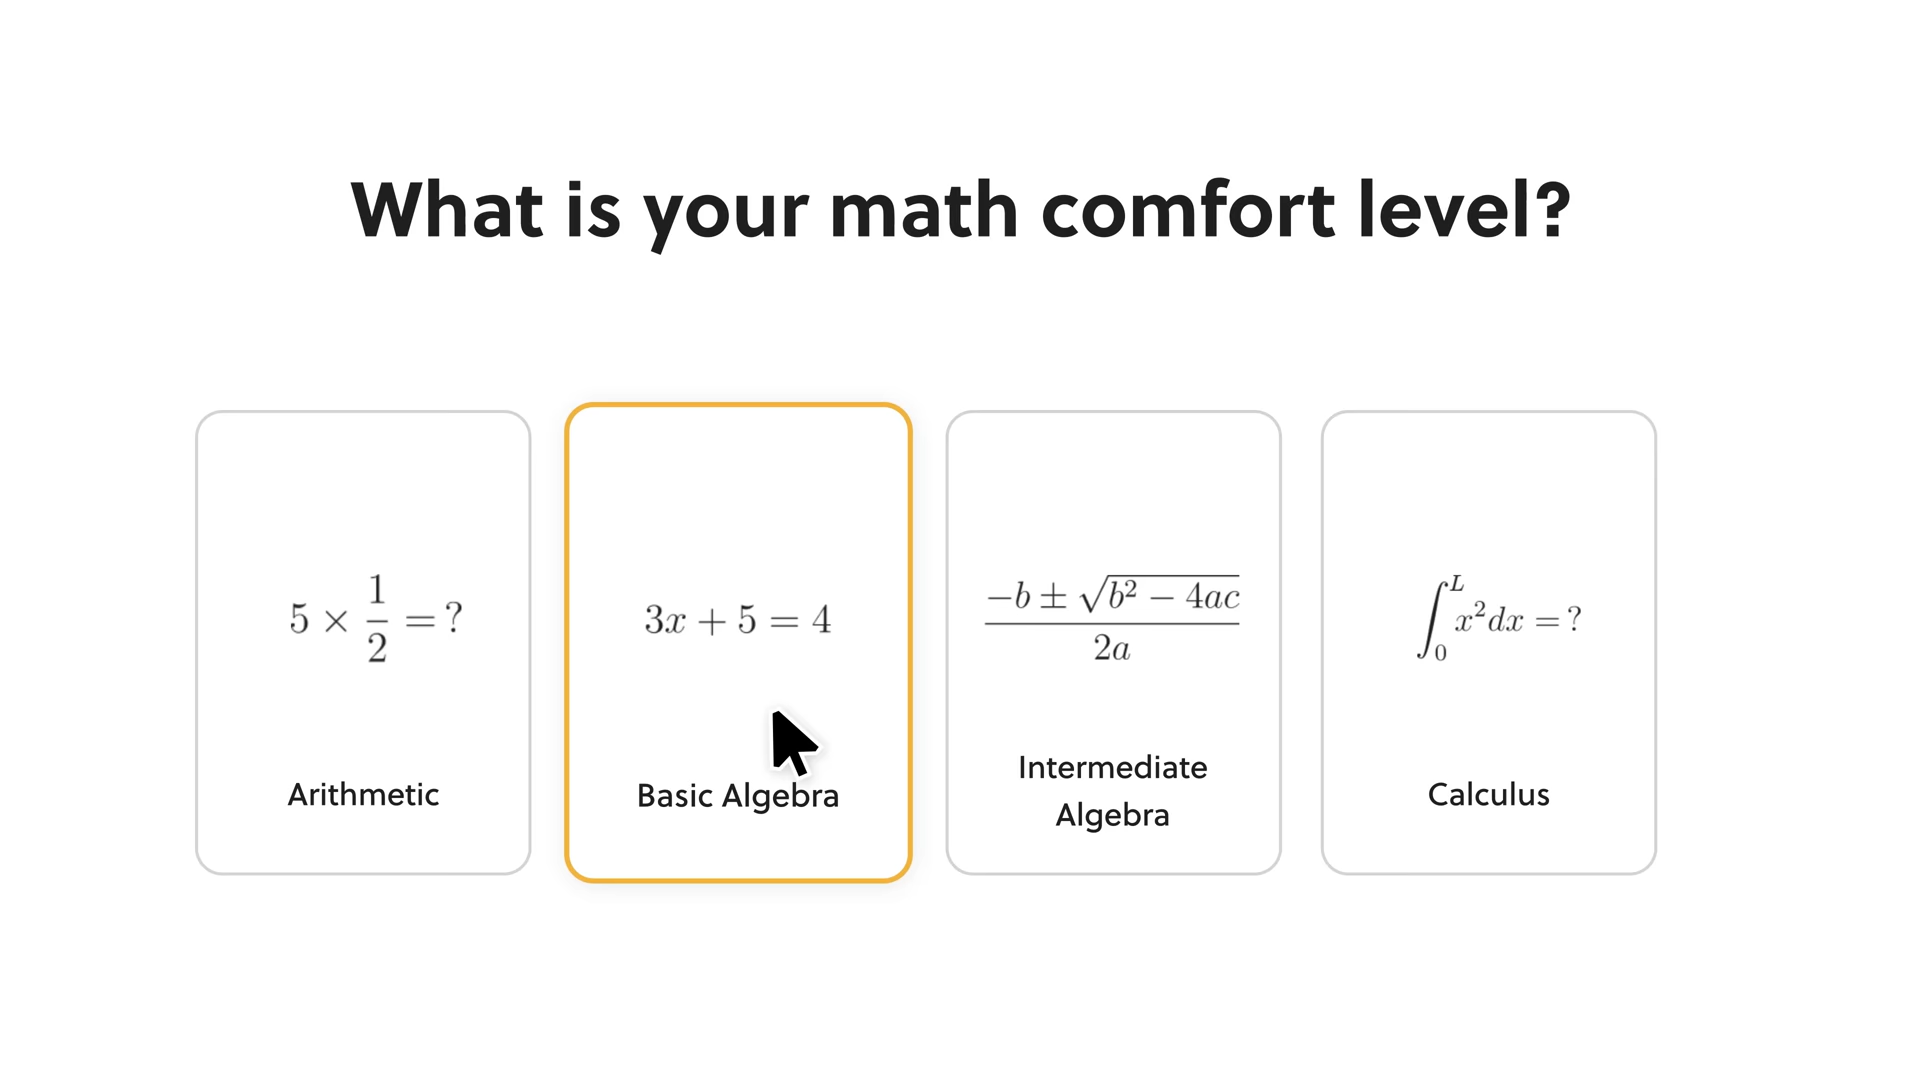 What is your math comfort level?
5 × 1/2 = ?
Arithmetic
3x + 5 = 4
Basic Algebra
−b ± √(b² − 4ac)
2a
Intermediate
Algebra
∫₀ᴸ x²dx = ?
Calculus